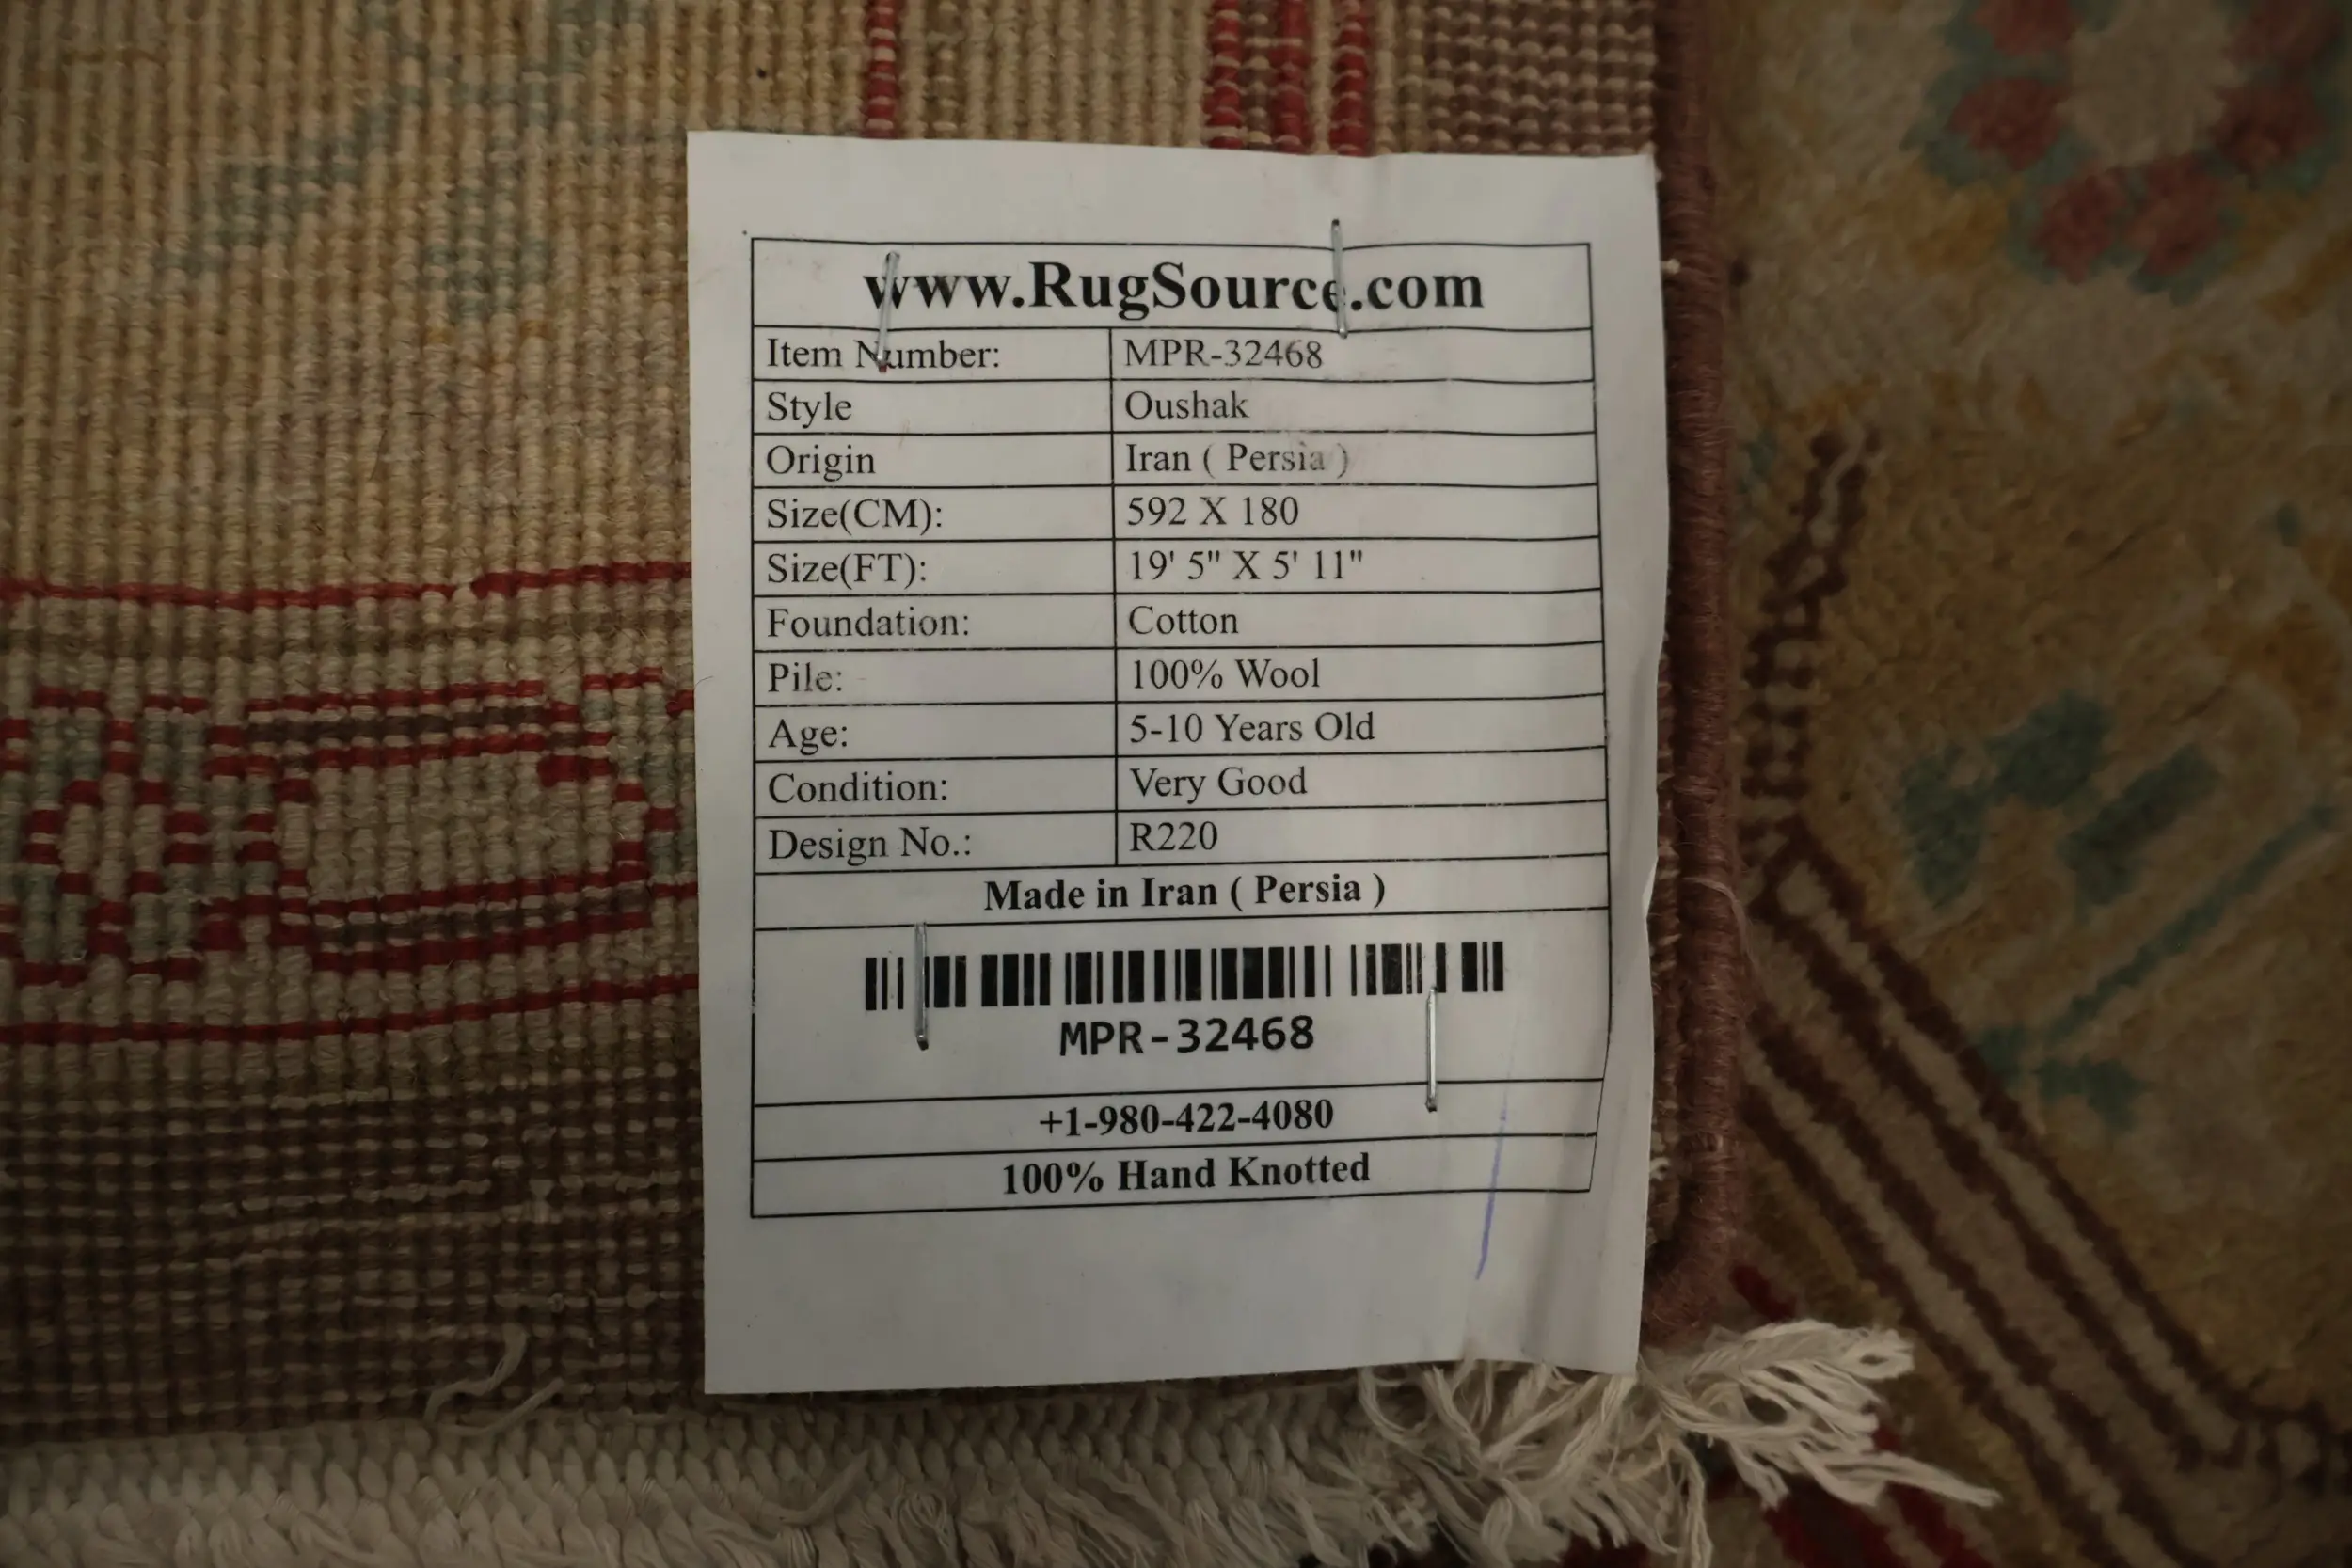 www.RugSource.com
Item Number: MPR-32468
Style Oushak
Origin Iran ( Persia )
Size(CM): 592 X 180
Size(FT): 19' 5" X 5' 11"
Foundation: Cotton
Pile: 100% Wool
Age: 5-10 Years Old
Condition: Very Good
Design No.: R220
Made in Iran ( Persia )
MPR-32468
+1-980-422-4080
100% Hand Knotted